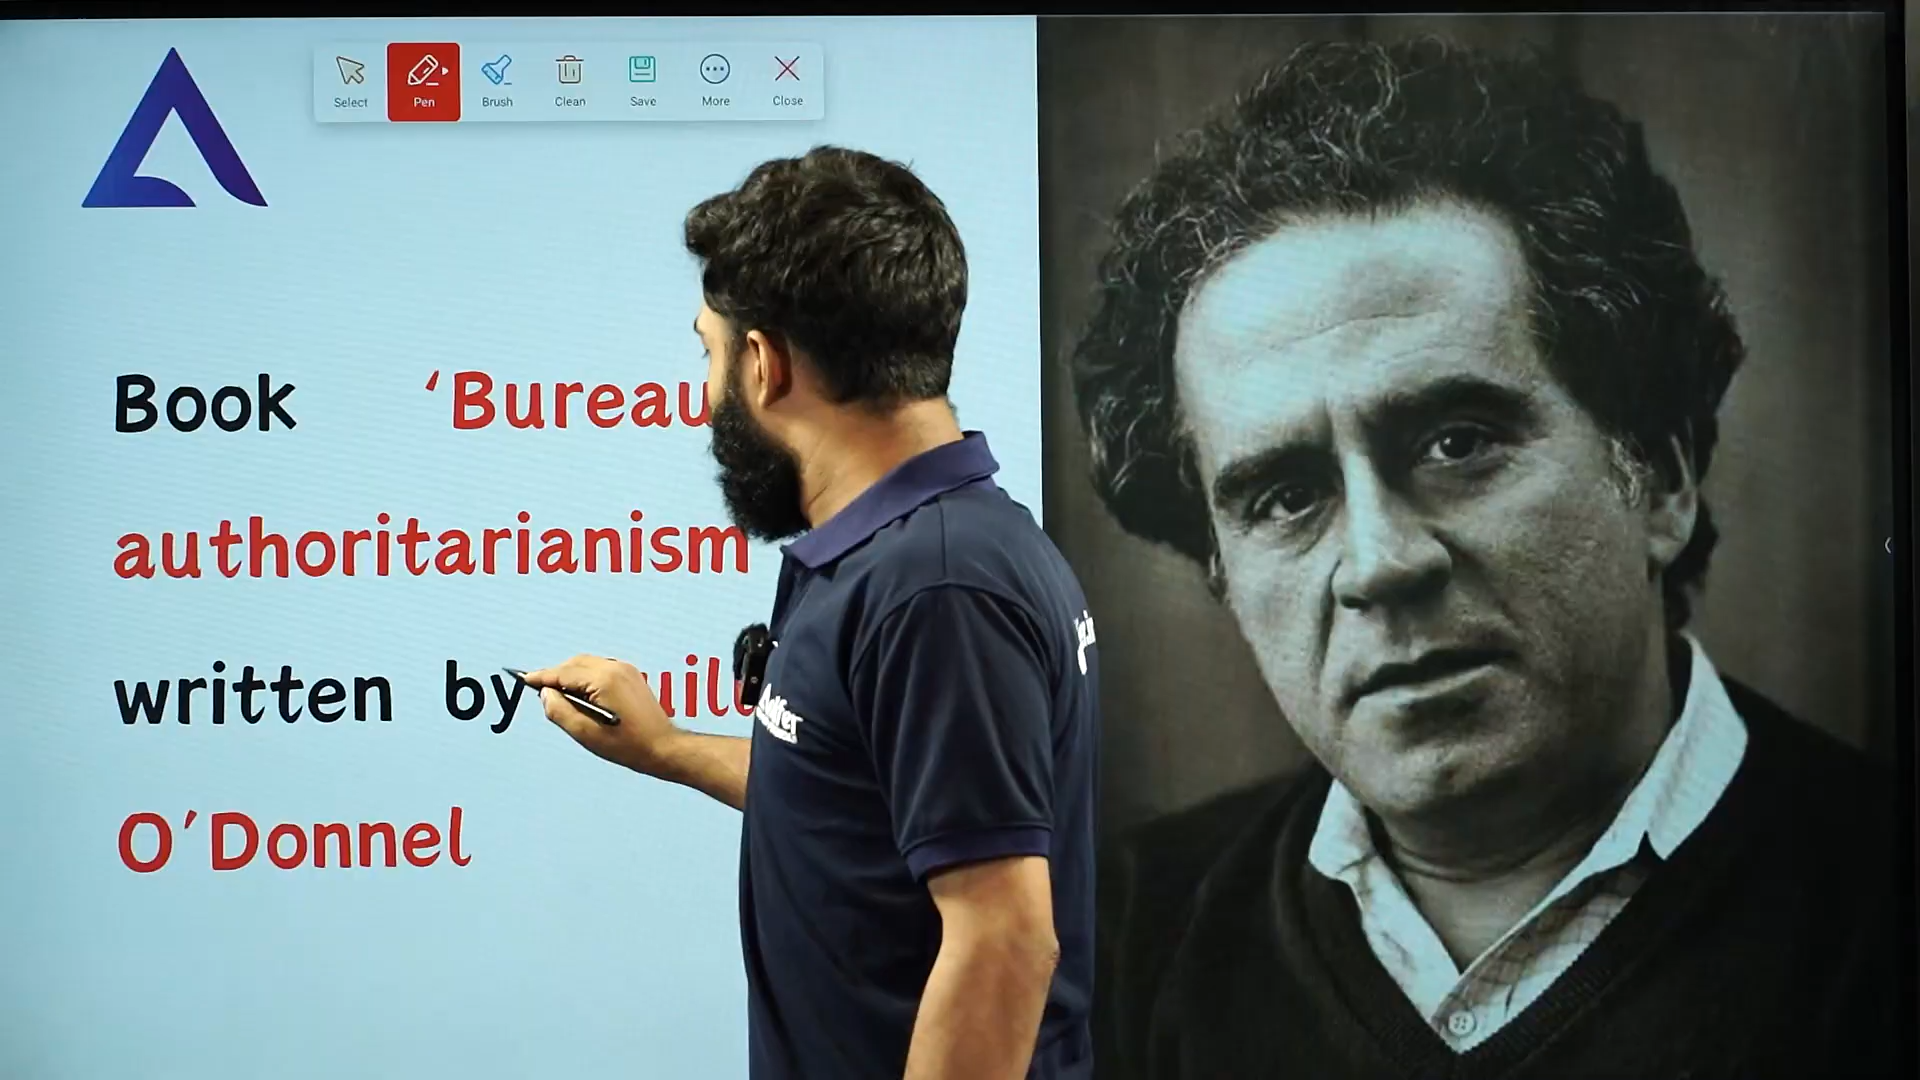 Select Pen Brush Clean Save More Close
Book 'Bureau
authoritarianism
written by
O'Donnel